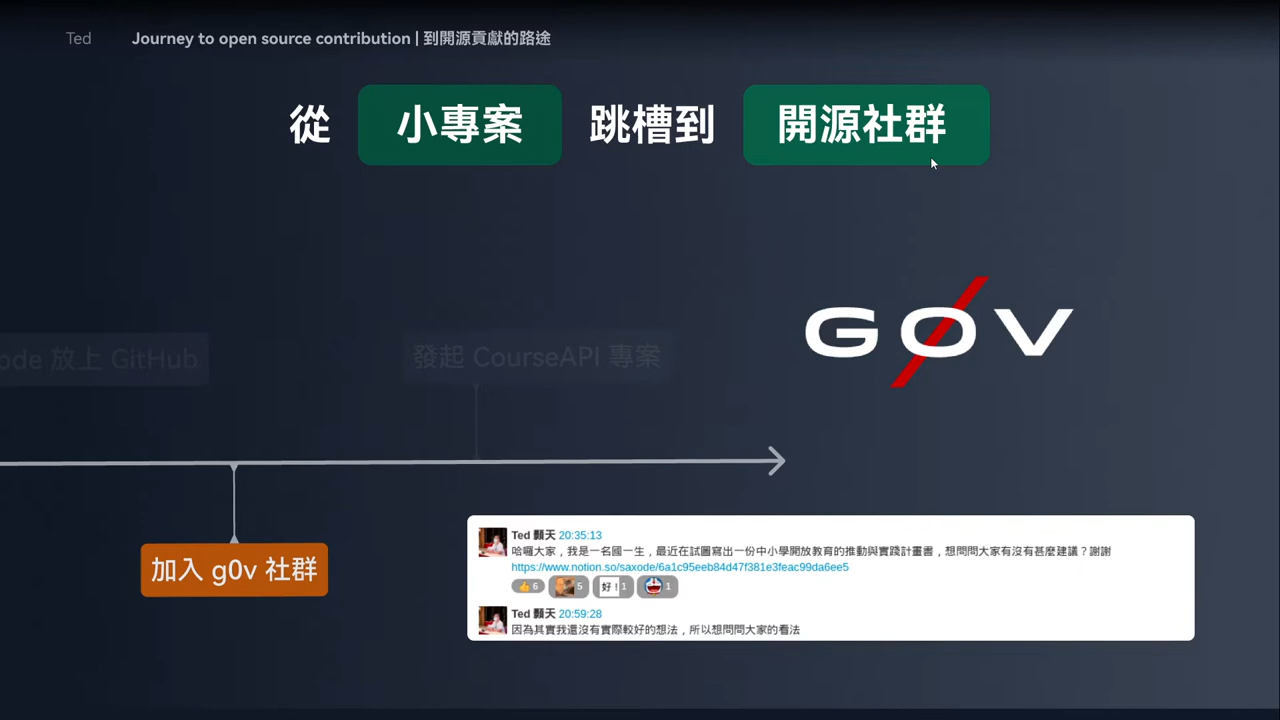 Ted
Journey to open source contribution | 到開源貢獻的路途
從 小專案 跳槽到 開源社群
G0V
ode 放上 GitHub
發起 CourseAPI 專案
加入 g0v 社群
Ted 顥天 20:35:13
哈囉大家，我是一名國一生，最近在試圖寫出一份中小學開放教育的推動與實踐計畫書，想問問大家有沒有甚麼建議？謝謝
https://www.notion.so/saxode/6a1c95eeb84d47f381e3feac99da6ee5
6 5 好！ 1 1
Ted 顥天 20:59:28
因為其實我還沒有實際較好的想法，所以想問問大家的看法